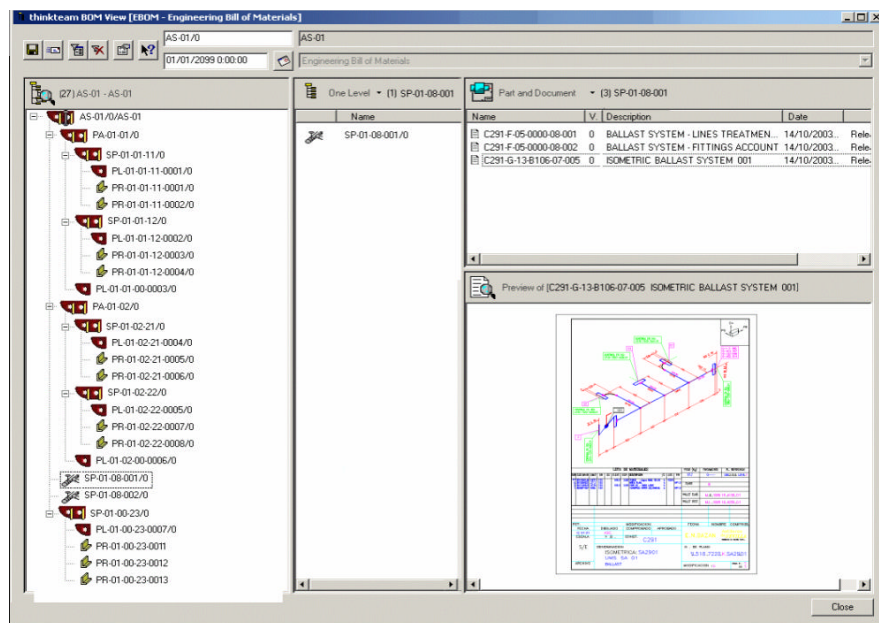 thinkteam BOM View [EBOM - Engineering Bill of Materials]
AS-01/0
AS-01
01/01/2099 0:00:00
Engineering Bill of Materials
(27) AS-01 - AS-01
AS-01/0/AS-01
PA-01-01/0
SP-01-01-11/0
PL-01-01-11-0001/0
PR-01-01-11-0001/0
PR-01-01-11-0002/0
SP-01-01-12/0
PL-01-01-12-0002/0
PR-01-01-12-0003/0
PR-01-01-12-0004/0
PL-01-01-00-0003/0
PA-01-02/0
SP-01-02-21/0
PL-01-02-21-0004/0
PR-01-02-21-0005/0
PR-01-02-21-0006/0
SP-01-02-22/0
PL-01-02-22-0005/0
PR-01-02-22-0007/0
PR-01-02-22-0008/0
PL-01-02-00-0006/0
SP-01-08-001/0
SP-01-08-002/0
SP-01-00-23/0
PL-01-00-23-0007/0
PR-01-00-23-0011
PR-01-00-23-0012
PR-01-00-23-0013
One Level (1) SP-01-08-001
Name
SP-01-08-001/0
Part and Document (3) SP-01-08-001
Name V. Description Date
C291-F-05-0000-08-001 0 BALLAST SYSTEM - LINES TREATMEN... 14/10/2003... Rele
C291-F-05-0000-08-002 0 BALLAST SYSTEM - FITTINGS ACCOUNT 14/10/2003... Rele
C291-G-13-B106-07-005 0 ISOMETRIC BALLAST SYSTEM 001 14/10/2003... Rele
Preview of [C291-G-13-B106-07-005 ISOMETRIC BALLAST SYSTEM 001]
LISTA DE MATERIALES
C291
S/E
BALLAST
Close